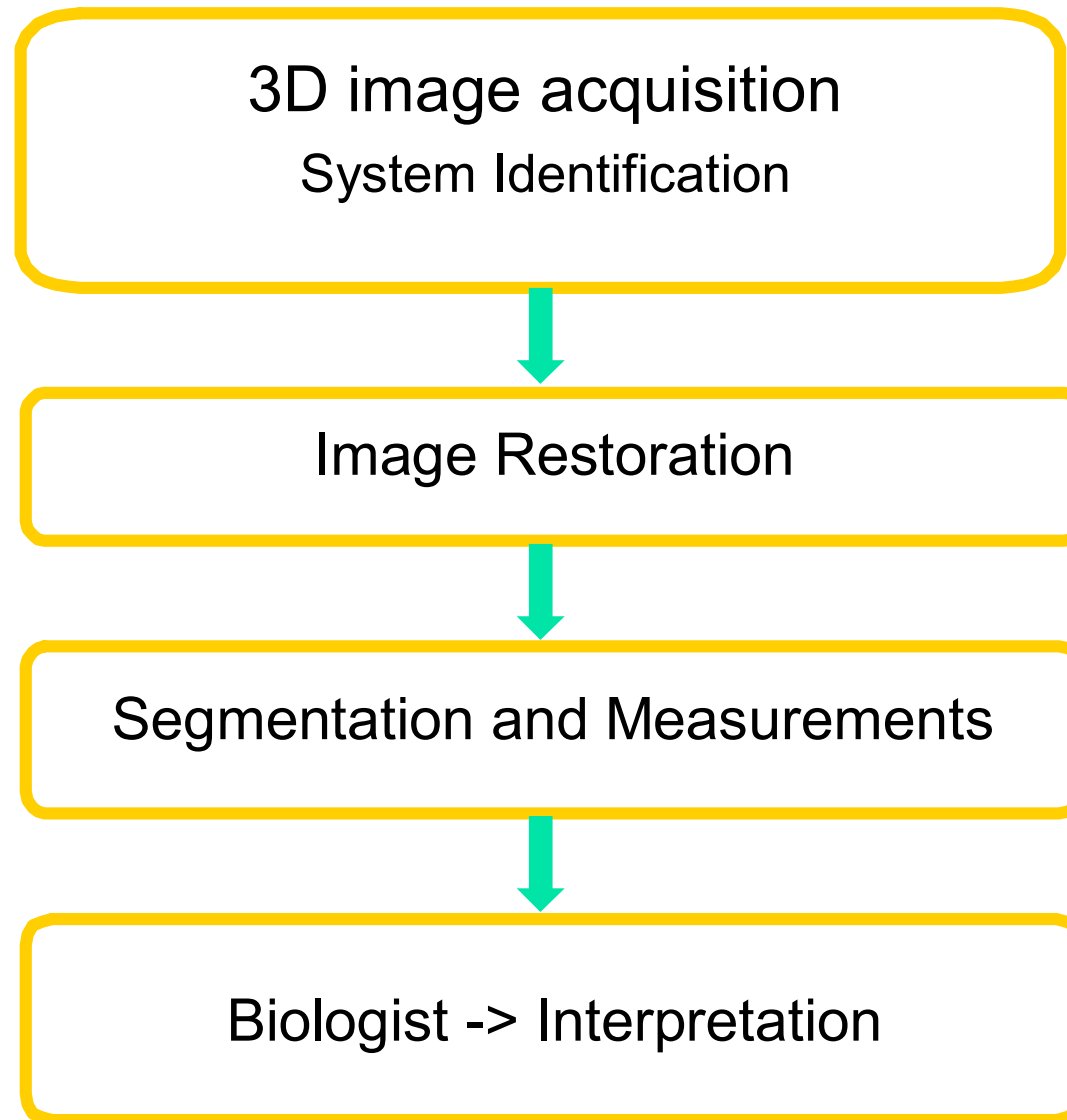 3D image acquisition
System Identification
Image Restoration
Segmentation and Measurements
Biologist -> Interpretation